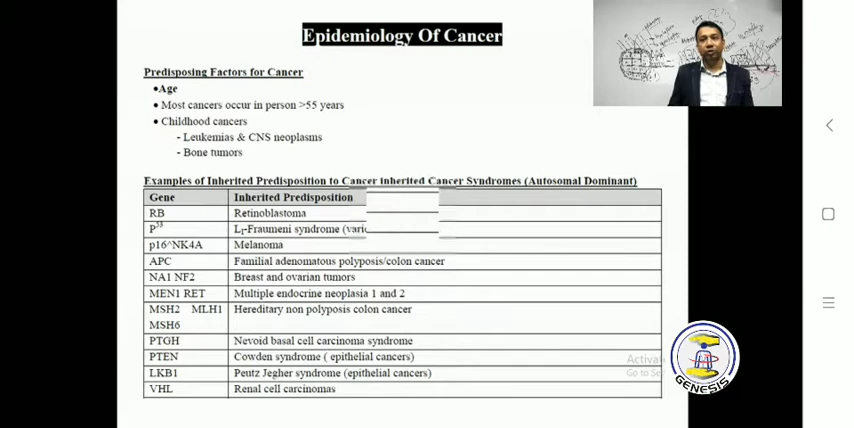 Epidemiology Of Cancer
Predisposing Factors for Cancer
•Age
• Most cancers occur in person >55 years
• Childhood cancers
- Leukemias & CNS neoplasms
- Bone tumors
Examples of Inherited Predisposition to Cancer inherited Cancer Syndromes (Autosomal Dominant)
Gene Inherited Predisposition
RB Retinoblastoma
P53 LI-Fraumeni syndrome
p16^NK4A Melanoma
APC Familial adenomatous polyposis/colon cancer
NA1 NF2 Breast and ovarian tumors
MEN1 RET Multiple endocrine neoplasia 1 and 2
MSH2 MLH1 Hereditary non polyposis colon cancer
MSH6
PTGH Nevoid basal cell carcinoma syndrome
PTEN Cowden syndrome ( epithelial cancers)
LKB1 Peutz Jegher syndrome (epithelial cancers)
VHL Renal cell carcinomas
Activat
Go to Se
GENESIS